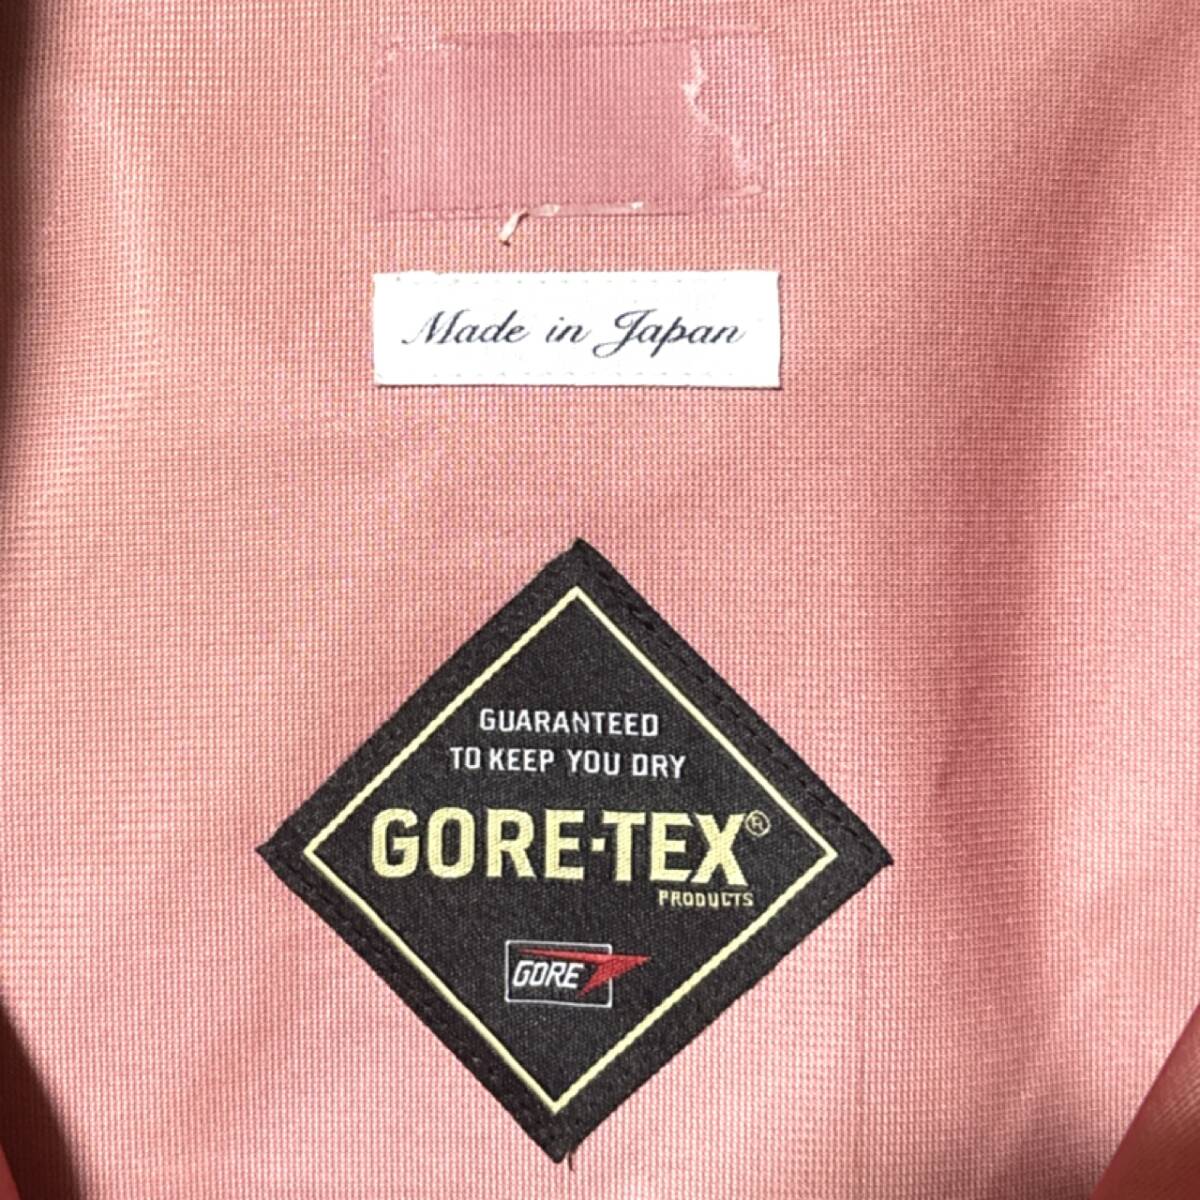 Made in Japan
GUARANTEED
TO KEEP YOU DRY
GORE-TEX®
PRODUCTS
GORE